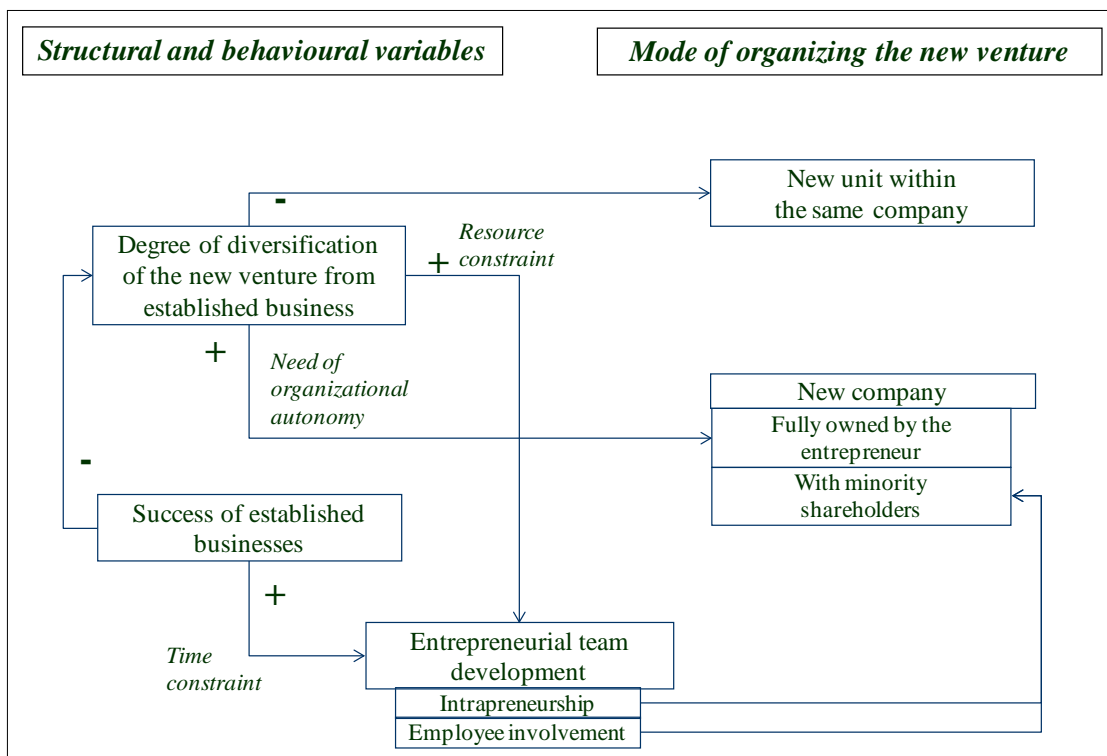 Structural and behavioural variables
Mode of organizing the new venture
New unit within
the same company
-
Degree of diversification
of the new venture from
established business
+
Resource
constraint
+
Need of
organizational
autonomy
New company
Fully owned by the
entrepreneur
With minority
shareholders
-
Success of established
businesses
+
Time
constraint
Entrepreneurial team
development
Intrapreneurship
Employee involvement